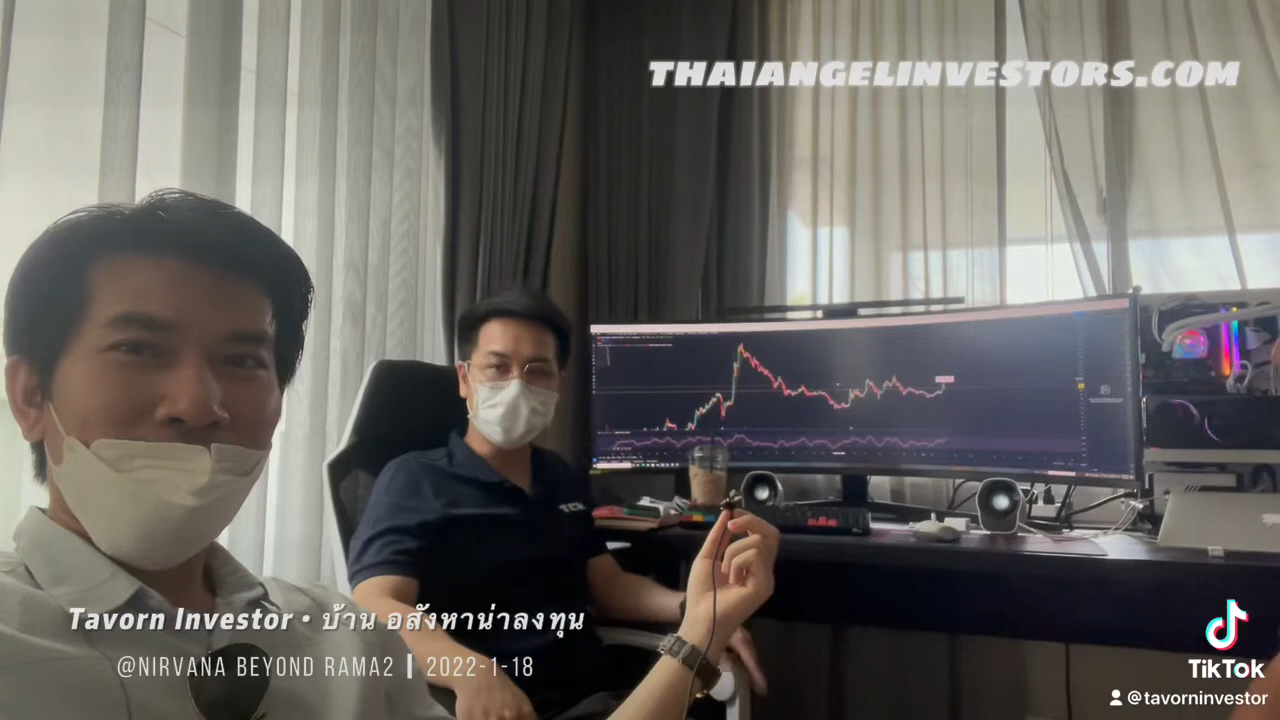 THAIANGELINVESTORS.COM
Tavorn Investor • บ้าน อสังหาน่าลงทุน
@NIRVANA BEYOND RAMA2 | 2022-1-18
TikTok
@tavorninvestor